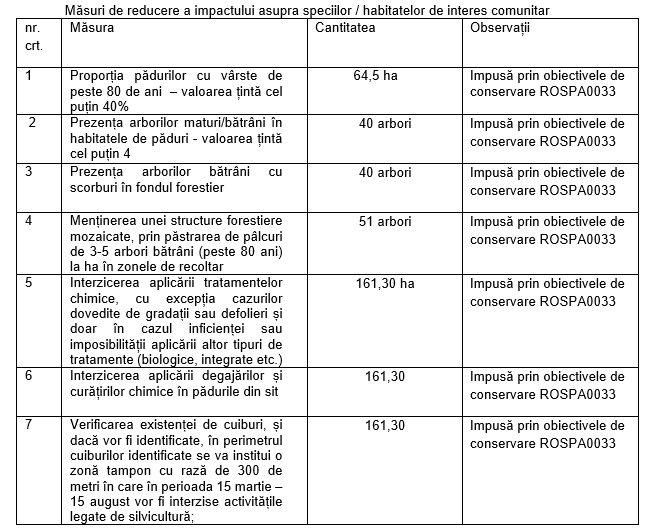 Măsuri de reducere a impactului asupra speciilor / habitatelor de interes comunitar
nr. crt. Măsura Cantitatea Observații
1 Proporția pădurilor cu vârste de 64,5 ha Impusă prin obiectivele de
peste 80 de ani – valoarea țintă cel conservare ROSPA0033
puțin 40%
2 Prezența arborilor maturi/bătrâni în 40 arbori Impusă prin obiectivele de
habitatele de păduri - valoarea țintă conservare ROSPA0033
cel puțin 4
3 Prezența arborilor bătrâni cu 40 arbori Impusă prin obiectivele de
scorburi în fondul forestier conservare ROSPA0033
4 Menținerea unei structure forestiere 51 arbori Impusă prin obiectivele de
mozaicate, prin păstrarea de pâlcuri conservare ROSPA0033
de 3-5 arbori bătrâni (peste 80 ani)
la ha în zonele de recoltar
5 Interzicerea aplicării tratamentelor 161,30 ha Impusă prin obiectivele de
chimice, cu excepția cazurilor conservare ROSPA0033
dovedite de gradații sau defolieri și
doar în cazul inficienței sau
imposibilității aplicării altor tipuri de
tratamente (biologice, integrate etc.)
6 Interzicerea aplicării degajărilor și 161,30 Impusă prin obiectivele de
curățirilor chimice în pădurile din sit conservare ROSPA0033
7 Verificarea existenței de cuiburi, și 161,30 Impusă prin obiectivele de
dacă vor fi identificate, în perimetrul conservare ROSPA0033
cuiburilor identificate se va institui o
zonă tampon cu rază de 300 de
metri în care în perioada 15 martie –
15 august vor fi interzise activitățile
legate de silvicultură;